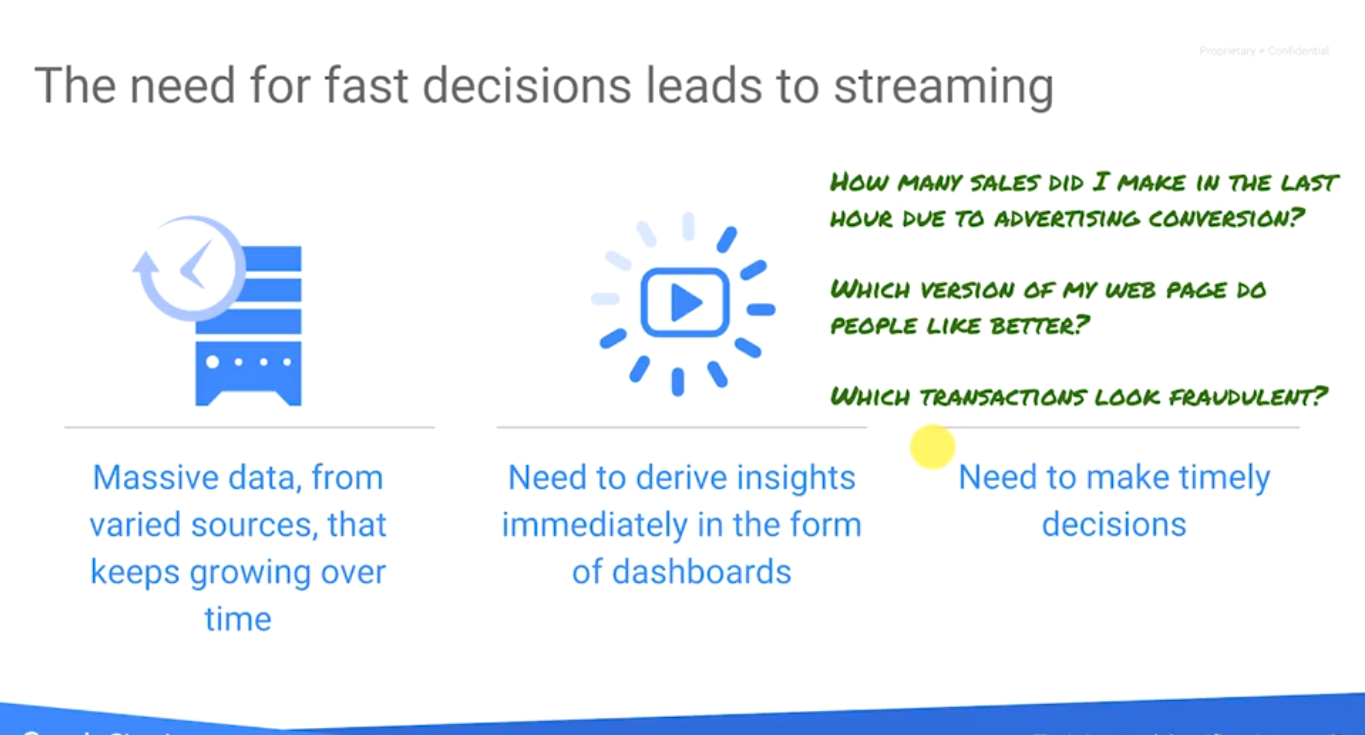 Proprietary + Confidential
The need for fast decisions leads to streaming
HOW MANY SALES DID I MAKE IN THE LAST
HOUR DUE TO ADVERTISING CONVERSION?
WHICH VERSION OF MY WEB PAGE DO
PEOPLE LIKE BETTER?
WHICH TRANSACTIONS LOOK FRAUDULENT?
Massive data, from
varied sources, that
keeps growing over
time
Need to derive insights
immediately in the form
of dashboards
Need to make timely
decisions